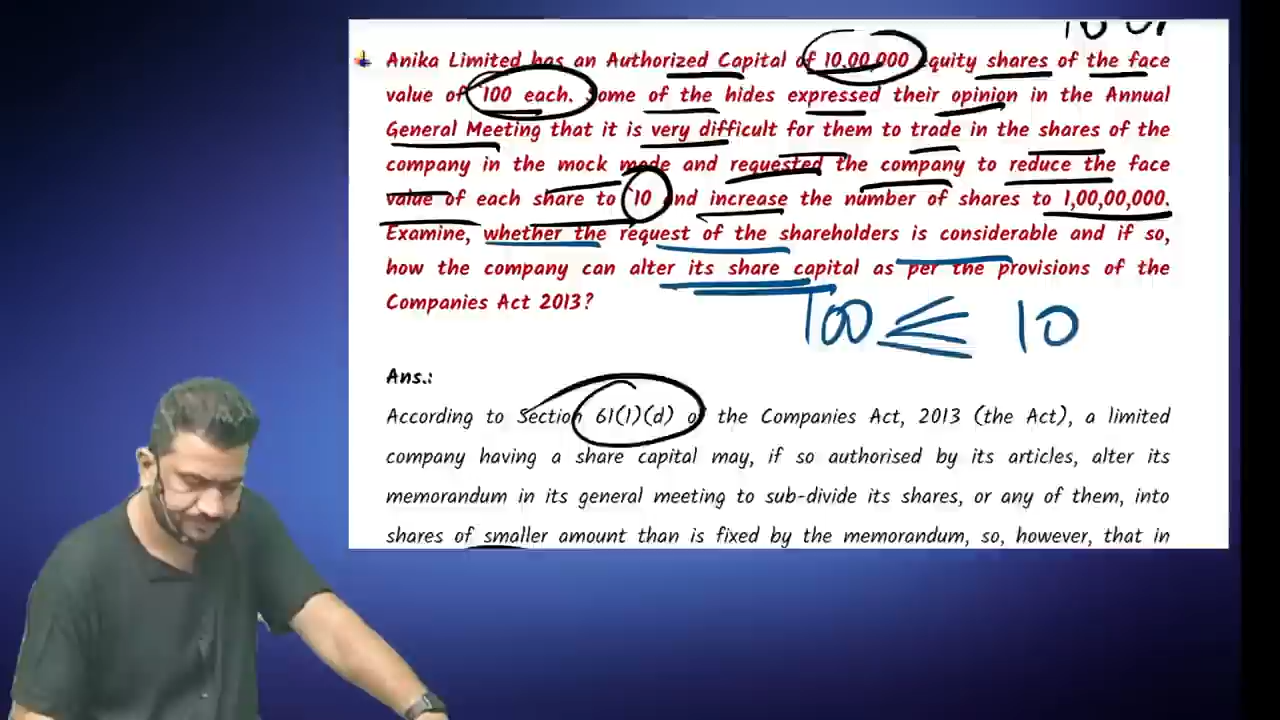 Anika Limited has an Authorized Capital of 10,00,000 equity shares of the face
value of 100 each. Some of the hides expressed their opinion in the Annual
General Meeting that it is very difficult for them to trade in the shares of the
company in the mock mode and requested the company to reduce the face
value of each share to 10 and increase the number of shares to 1,00,00,000.
Examine, whether the request of the shareholders is considerable and if so,
how the company can alter its share capital as per the provisions of the
Companies Act 2013?
100 10
Ans.:
According to Section 61(1)(d) of the Companies Act, 2013 (the Act), a limited
company having a share capital may, if so authorised by its articles, alter its
memorandum in its general meeting to sub-divide its shares, or any of them, into
shares of smaller amount than is fixed by the memorandum, so, however, that in